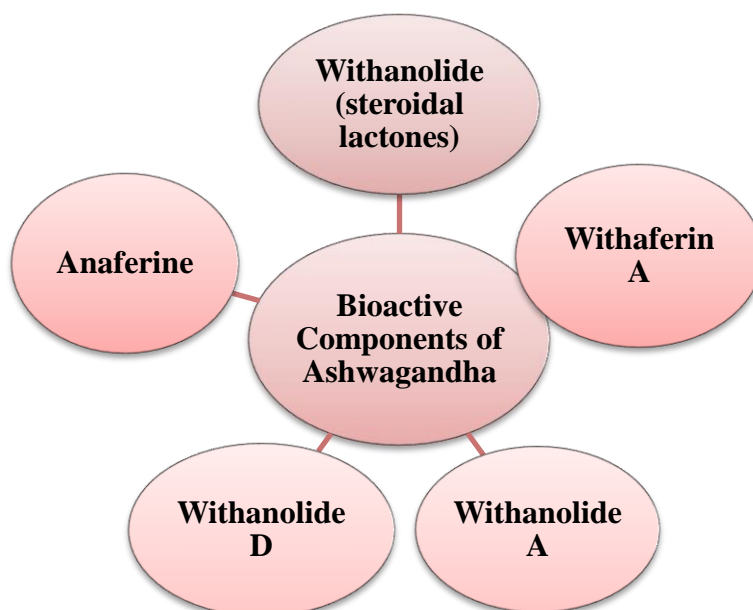 Withanolide
(steroidal
lactones)
Anaferine
Withaferin
A
Bioactive
Components of
Ashwagandha
Withanolide
D
Withanolide
A